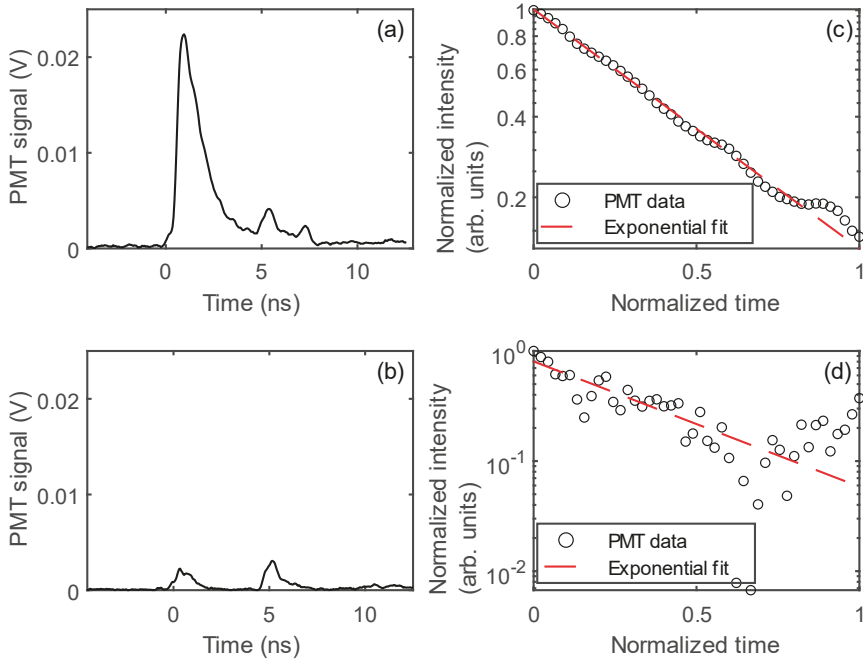 (a)
PMT signal (V)
0.02
0.01
0
0
5
10
Time (ns)
(c)
Normalized intensity
(arb. units)
1
0.8
0.6
0.4
0.2
PMT data
Exponential fit
0
0.5
1
Normalized time
(b)
PMT signal (V)
0.02
0.01
0
0
5
10
Time (ns)
(d)
Normalized intensity
(arb. units)
10^0
10^-1
10^-2
PMT data
Exponential fit
0
0.5
1
Normalized time